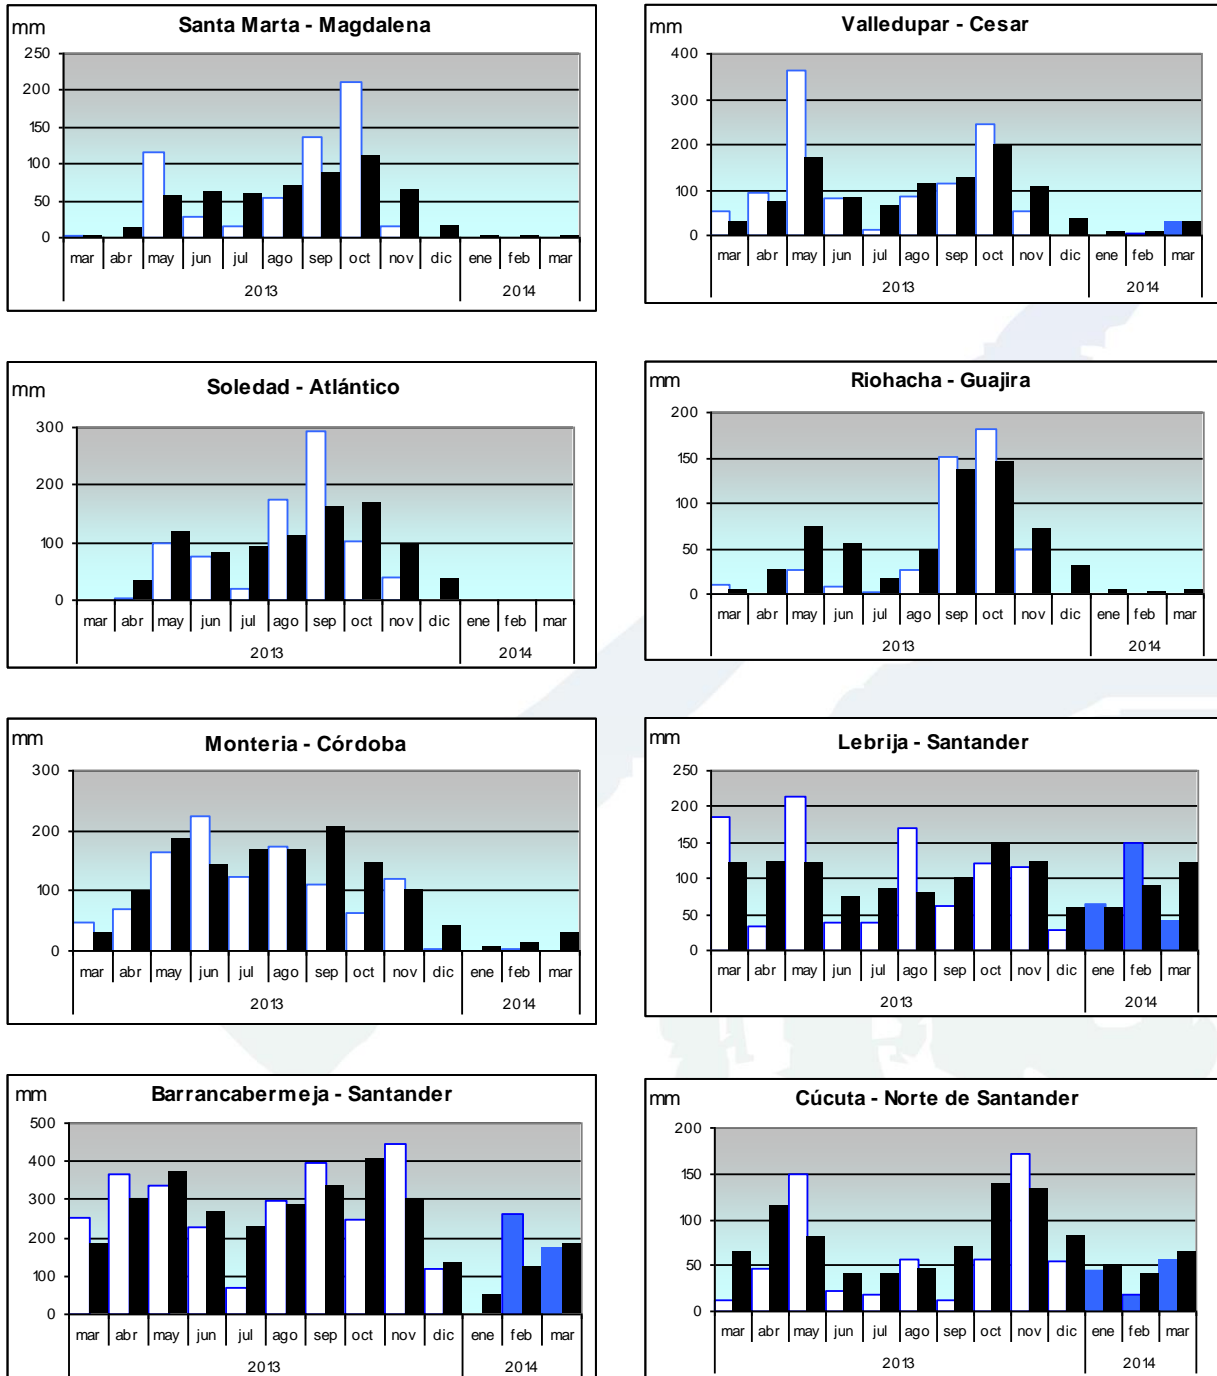 mm
Santa Marta - Magdalena
250
200
150
100
50
0
mar abr may jun jul ago sep oct nov dic ene feb mar
2013 2014
mm
Valledupar - Cesar
400
300
200
100
0
mar abr may jun jul ago sep oct nov dic ene feb mar
2013 2014
mm
Soledad - Atlántico
300
200
100
0
mar abr may jun jul ago sep oct nov dic ene feb mar
2013 2014
mm
Riohacha - Guajira
200
150
100
50
0
mar abr may jun jul ago sep oct nov dic ene feb mar
2013 2014
mm
Monteria - Córdoba
300
200
100
0
mar abr may jun jul ago sep oct nov dic ene feb mar
2013 2014
mm
Lebrija - Santander
250
200
150
100
50
0
mar abr may jun jul ago sep oct nov dic ene feb mar
2013 2014
mm
Barrancabermeja - Santander
500
400
300
200
100
0
mar abr may jun jul ago sep oct nov dic ene feb mar
2013 2014
mm
Cúcuta - Norte de Santander
200
150
100
50
0
mar abr may jun jul ago sep oct nov dic ene feb mar
2013 2014